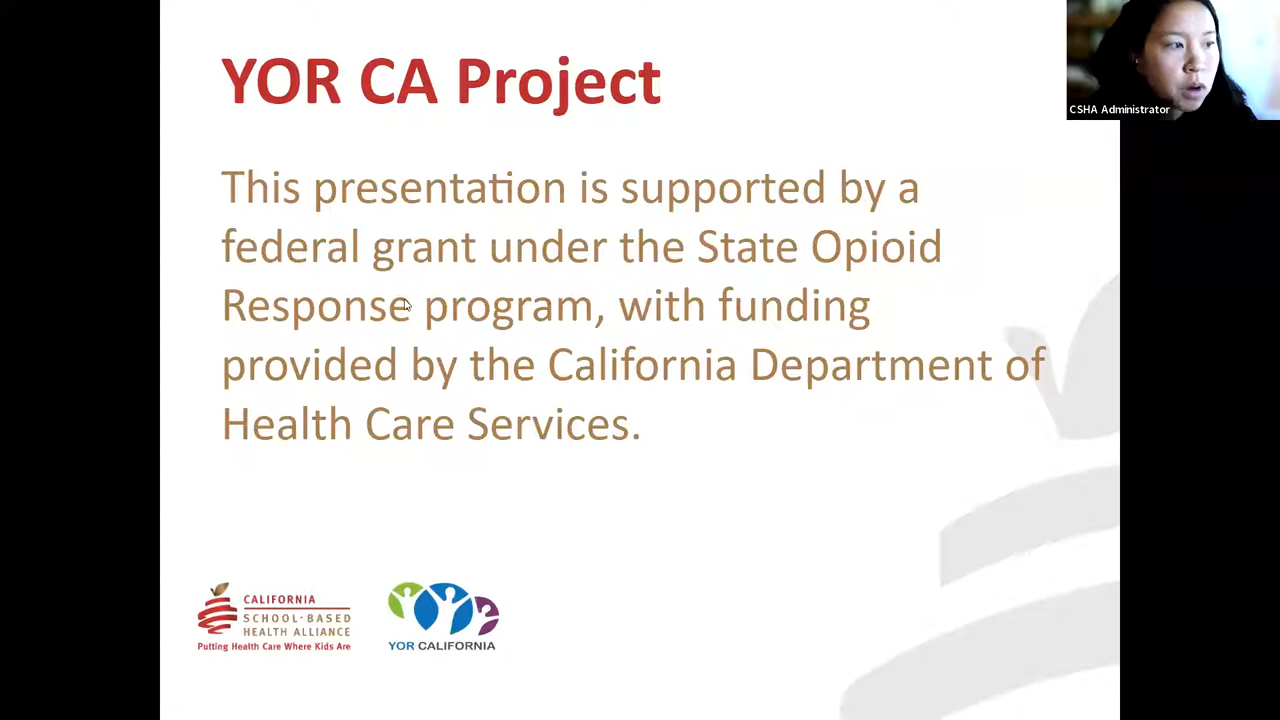 YOR CA Project
CSHA Administrator
This presentation is supported by a
federal grant under the State Opioid
Response program, with funding
provided by the California Department of
Health Care Services.
CALIFORNIA
SCHOOL-BASED
HEALTH ALLIANCE
Putting Health Care Where Kids Are
YOR CALIFORNIA